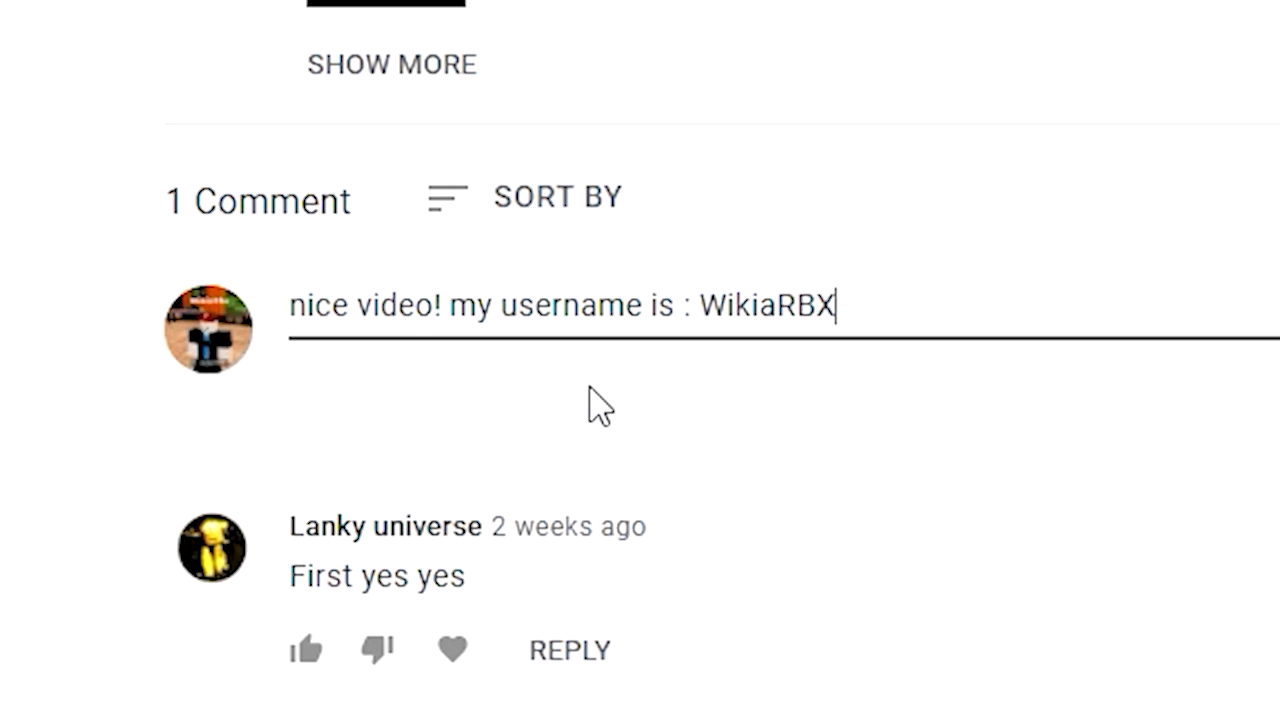 SHOW MORE
1 Comment
SORT BY
nice video! my username is : WikiaRBX
Lanky universe 2 weeks ago
First yes yes
REPLY